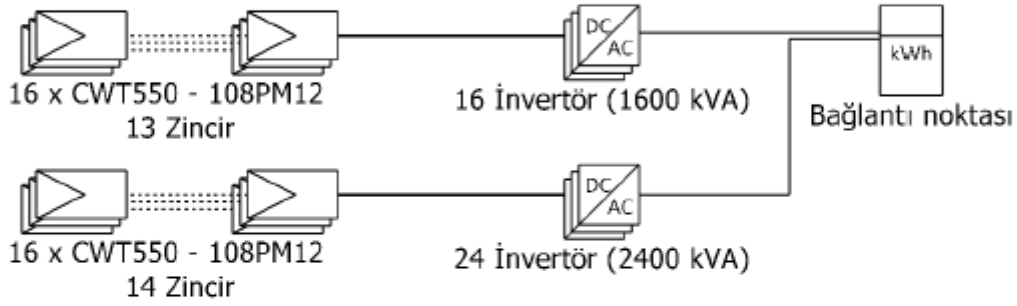 DC
AC
kWh
16 x CWT550 - 108PM12
13 Zincir
16 İnvertör (1600 kVA)
Bağlantı noktası
DC
AC
16 x CWT550 - 108PM12
14 Zincir
24 İnvertör (2400 kVA)